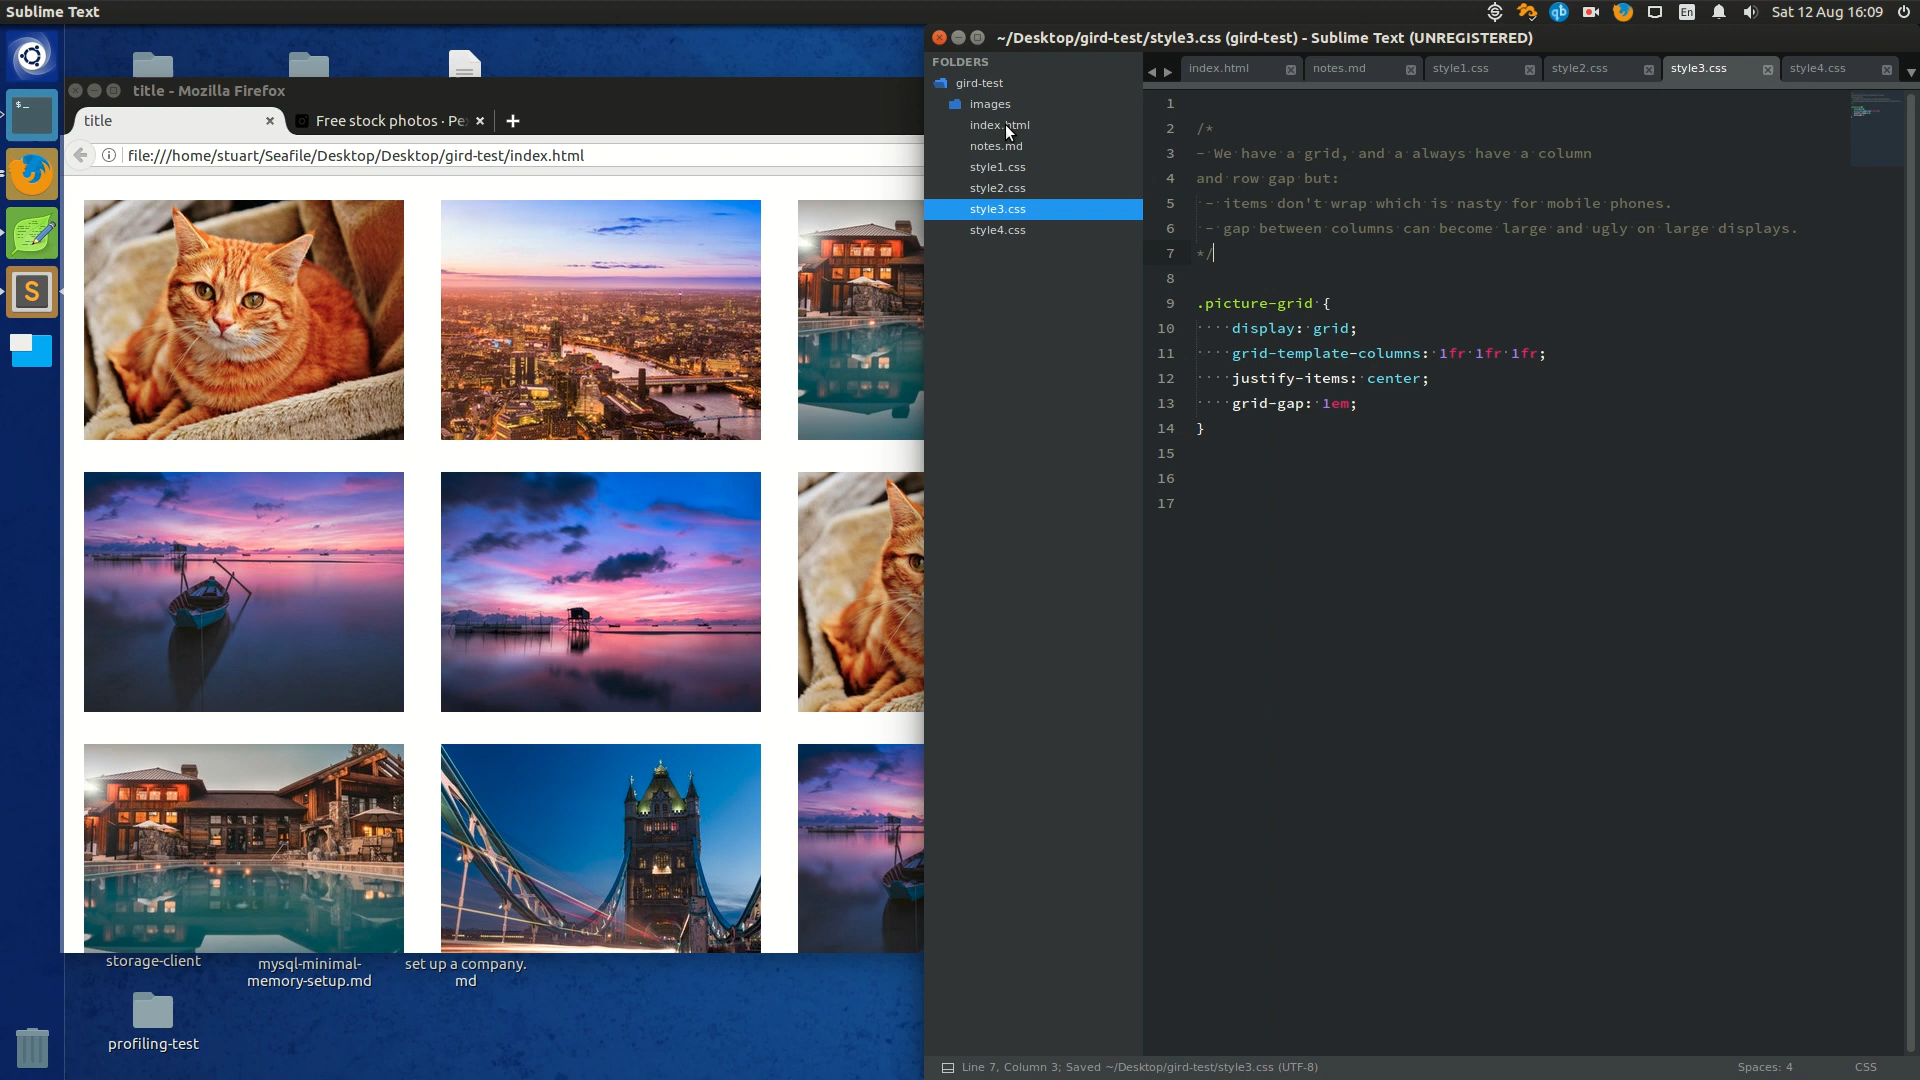 Sublime Text
En
Sat 12 Aug 16:09
title - Mozilla Firefox
title
Free stock photos · Pe
file:///home/stuart/Seafile/Desktop/Desktop/gird-test/index.html
storage-client
mysql-minimal-
memory-setup.md
set up a company.
md
profiling-test
~/Desktop/gird-test/style3.css (gird-test) - Sublime Text (UNREGISTERED)
FOLDERS
gird-test
images
index.html
notes.md
style1.css
style2.css
style3.css
style4.css
index.html
notes.md
style1.css
style2.css
style3.css
style4.css
1
2 /*
3 - We have a grid, and a always have a column
4 and row gap but:
5 - items don't wrap which is nasty for mobile phones.
6 - gap between columns can become large and ugly on large displays.
7 */
8
9 .picture-grid {
10 display: grid;
11 grid-template-columns: 1fr 1fr 1fr;
12 justify-items: center;
13 grid-gap: 1em;
14 }
15
16
17
Line 7, Column 3; Saved ~/Desktop/gird-test/style3.css (UTF-8)
Spaces: 4
CSS